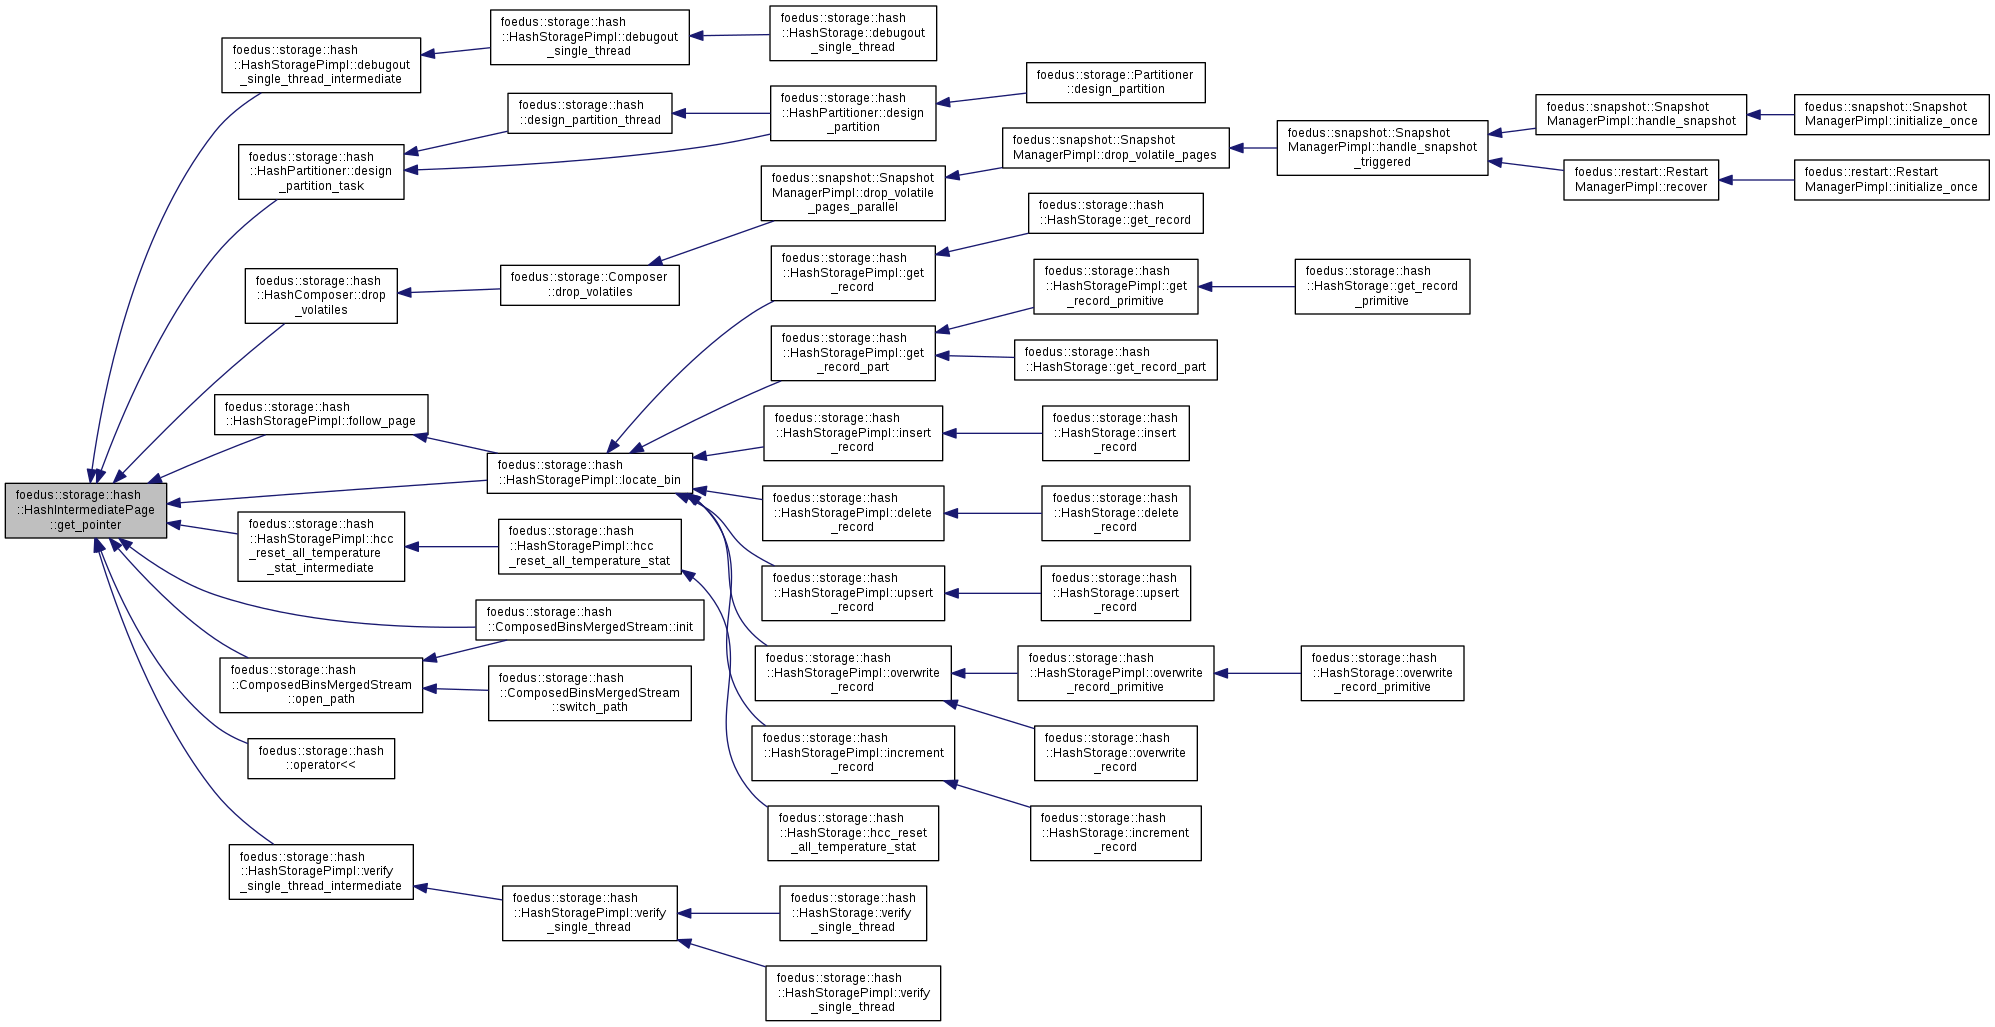 foedus::storage::hash
::HashIntermediatePage
::get_pointer
foedus::storage::hash
::HashStoragePimpl::debugout
_single_thread_intermediate
foedus::storage::hash
::HashStoragePimpl::debugout
_single_thread
foedus::storage::hash
::HashStorage::debugout
_single_thread
foedus::storage::hash
::HashPartitioner::design
_partition_task
foedus::storage::hash
::design_partition_thread
foedus::storage::hash
::HashPartitioner::design
_partition
foedus::storage::Partitioner
::design_partition
foedus::storage::hash
::HashComposer::drop
_volatiles
foedus::storage::Composer
::drop_volatiles
foedus::snapshot::Snapshot
ManagerPimpl::drop_volatile
_pages_parallel
foedus::snapshot::Snapshot
ManagerPimpl::drop_volatile_pages
foedus::snapshot::Snapshot
ManagerPimpl::handle_snapshot
_triggered
foedus::snapshot::Snapshot
ManagerPimpl::handle_snapshot
foedus::snapshot::Snapshot
ManagerPimpl::initialize_once
foedus::restart::Restart
ManagerPimpl::recover
foedus::restart::Restart
ManagerPimpl::initialize_once
foedus::storage::hash
::HashStoragePimpl::follow_page
foedus::storage::hash
::HashStoragePimpl::locate_bin
foedus::storage::hash
::HashStoragePimpl::get
_record
foedus::storage::hash
::HashStorage::get_record
foedus::storage::hash
::HashStoragePimpl::get
_record_part
foedus::storage::hash
::HashStoragePimpl::get
_record_primitive
foedus::storage::hash
::HashStorage::get_record
_primitive
foedus::storage::hash
::HashStorage::get_record_part
foedus::storage::hash
::HashStoragePimpl::insert
_record
foedus::storage::hash
::HashStorage::insert
_record
foedus::storage::hash
::HashStoragePimpl::delete
_record
foedus::storage::hash
::HashStorage::delete
_record
foedus::storage::hash
::HashStoragePimpl::upsert
_record
foedus::storage::hash
::HashStorage::upsert
_record
foedus::storage::hash
::HashStoragePimpl::overwrite
_record
foedus::storage::hash
::HashStoragePimpl::overwrite
_record_primitive
foedus::storage::hash
::HashStorage::overwrite
_record_primitive
foedus::storage::hash
::HashStorage::overwrite
_record
foedus::storage::hash
::HashStoragePimpl::increment
_record
foedus::storage::hash
::HashStorage::increment
_record
foedus::storage::hash
::HashStoragePimpl::hcc
_reset_all_temperature
_stat_intermediate
foedus::storage::hash
::HashStoragePimpl::hcc
_reset_all_temperature_stat
foedus::storage::hash
::HashStorage::hcc_reset
_all_temperature_stat
foedus::storage::hash
::ComposedBinsMergedStream::init
foedus::storage::hash
::ComposedBinsMergedStream
::open_path
foedus::storage::hash
::ComposedBinsMergedStream
::switch_path
foedus::storage::hash
::operator<<
foedus::storage::hash
::HashStoragePimpl::verify
_single_thread_intermediate
foedus::storage::hash
::HashStoragePimpl::verify
_single_thread
foedus::storage::hash
::HashStorage::verify
_single_thread
foedus::storage::hash
::HashStoragePimpl::verify
_single_thread